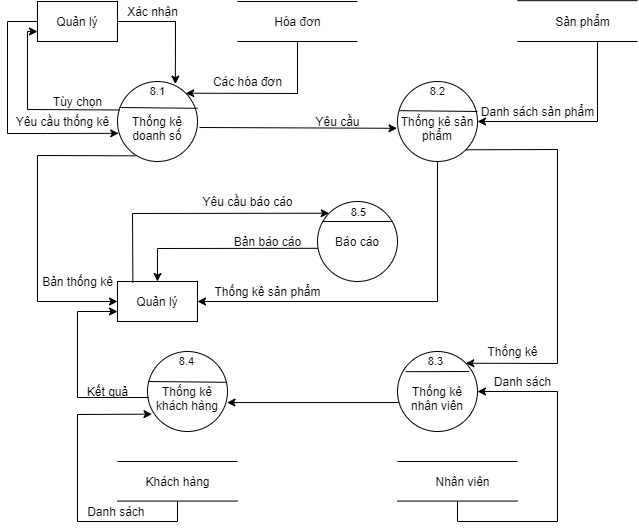 Xác nhận
Quản lý
Hóa đơn
Sản phẩm
Các hóa đơn
8.1
8.2
Tùy chọn
Danh sách sản phẩm
Yêu cầu thống kê
Thống kê
doanh số
Yêu cầu
Thống kê sản
phẩm
Yêu cầu báo cáo
8.5
Bản báo cáo
Báo cáo
Bản thống kê
Thống kê sản phẩm
Quản lý
8.4
8.3
Thống kê
Kết quả
Thống kê
khách hàng
Thống kê
nhân viên
Danh sách
Khách hàng
Nhân viên
Danh sách